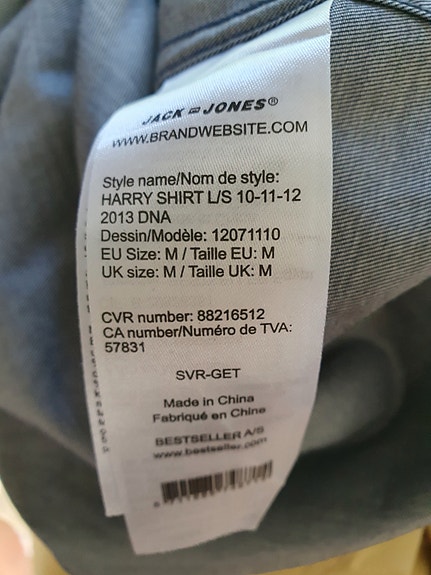 JACK & JONES®
WWW.BRANDWEBSITE.COM
Style name/Nom de style:
HARRY SHIRT L/S 10-11-12
2013 DNA
Dessin/Modèle: 12071110
EU Size: M / Taille EU: M
UK size: M / Taille UK: M
CVR number: 88216512
CA number/Numéro de TVA:
57831
SVR-GET
Made in China
Fabriqué en Chine
BESTSELLER A/S
www.bestseller.com